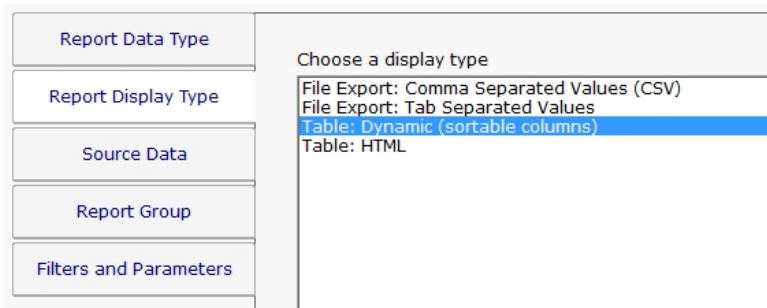 Report Data Type
Report Display Type
Source Data
Report Group
Filters and Parameters
Choose a display type
File Export: Comma Separated Values (CSV)
File Export: Tab Separated Values
Table: Dynamic (sortable columns)
Table: HTML